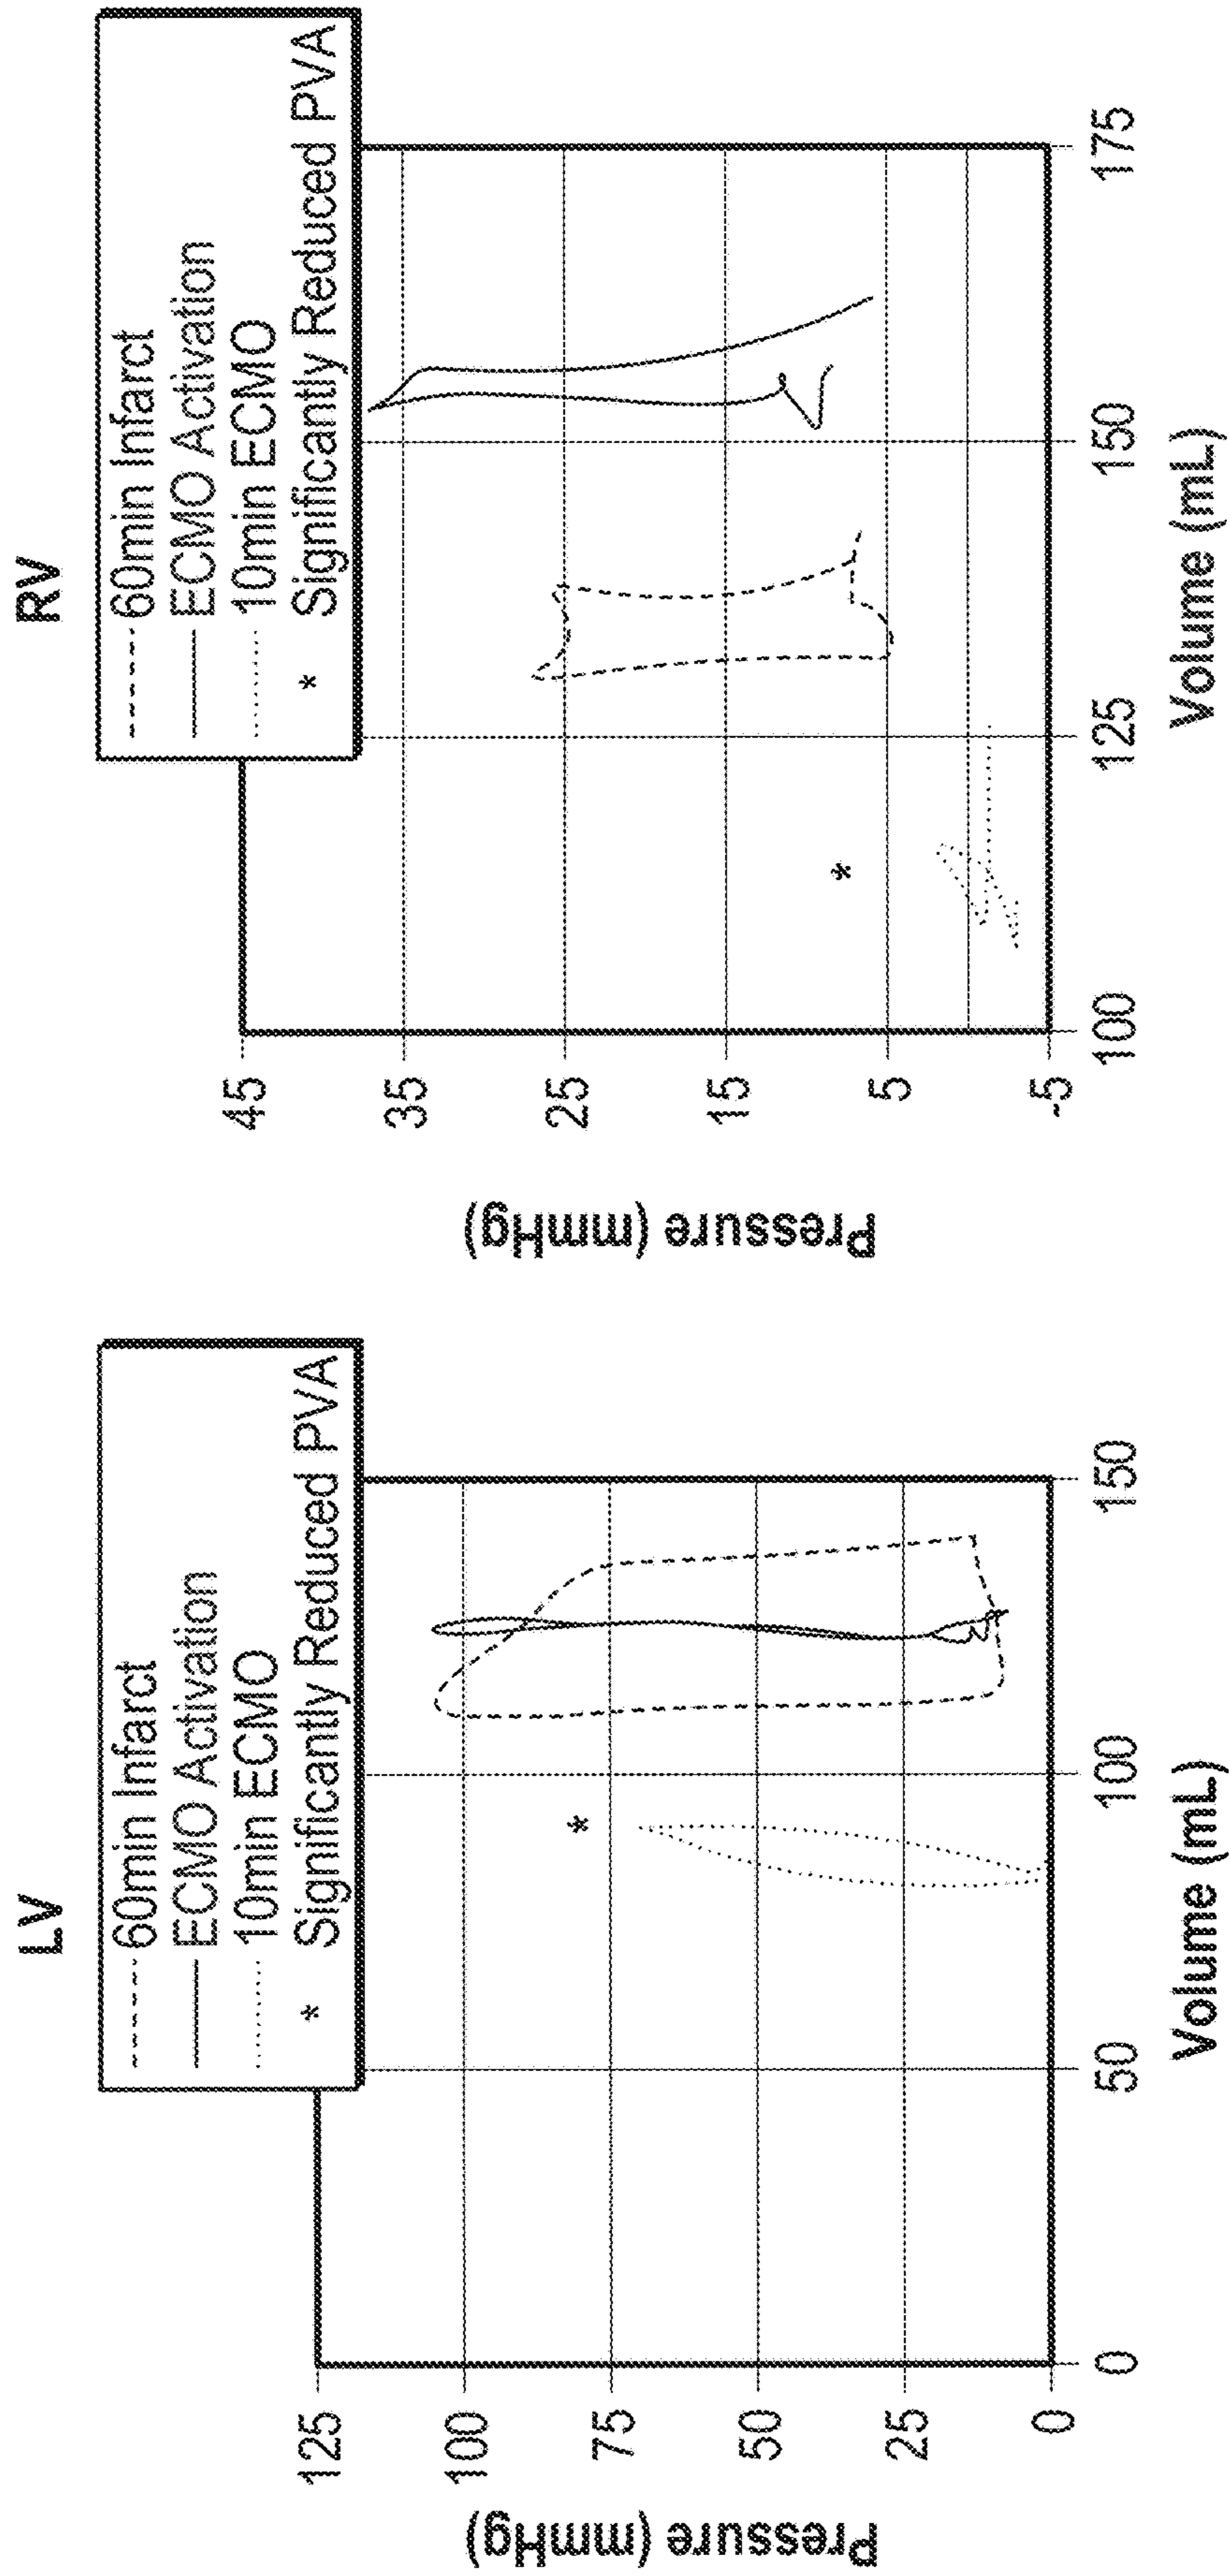 LV
60min Infarct
ECMO Activation
10min ECMO
* Significantly Reduced PVA
Pressure (mmHg)
125
100
75
50
25
0
0
50
100
150
Volume (mL)
RV
60min Infarct
ECMO Activation
10min ECMO
* Significantly Reduced PVA
Pressure (mmHg)
45
35
25
15
5
-5
*
100
125
150
175
Volume (mL)
*